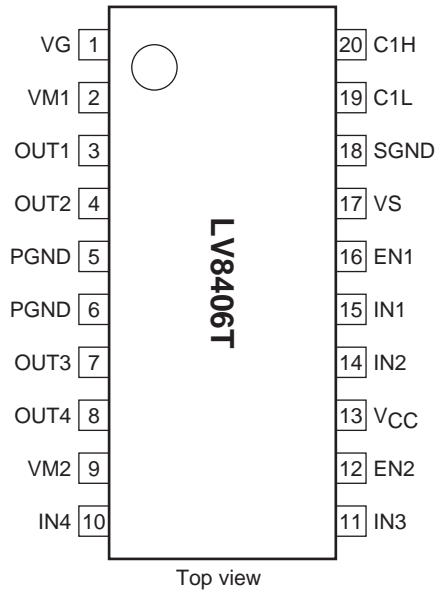 VG 1 20 C1H
VM1 2 19 C1L
OUT1 3 18 SGND
OUT2 4 17 VS
PGND 5 16 EN1
PGND 6 15 IN1
OUT3 7 14 IN2
OUT4 8 13 VCC
VM2 9 12 EN2
IN4 10 11 IN3
LV8406T
Top view